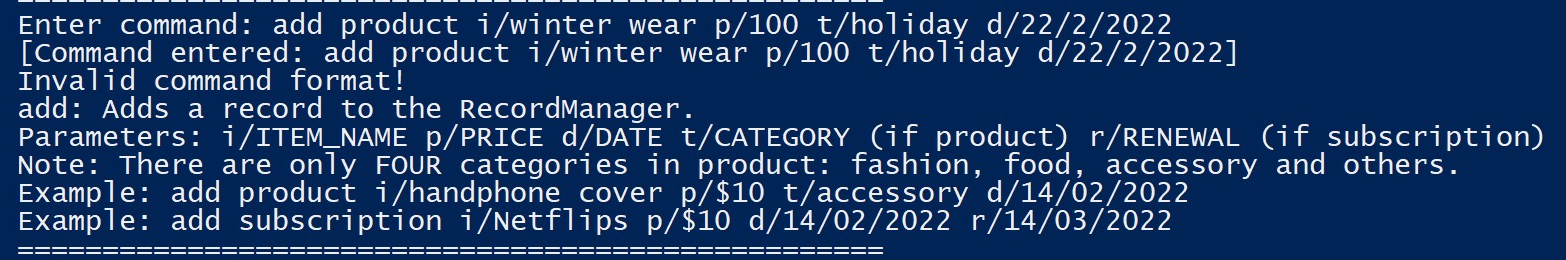 ====================================================
Enter command: add product i/winter wear p/100 t/holiday d/22/2/2022
[Command entered: add product i/winter wear p/100 t/holiday d/22/2/2022]
Invalid command format!
add: Adds a record to the RecordManager.
Parameters: i/ITEM_NAME p/PRICE d/DATE t/CATEGORY (if product) r/RENEWAL (if subscription)
Note: There are only FOUR categories in product: fashion, food, accessory and others.
Example: add product i/handphone cover p/$10 t/accessory d/14/02/2022
Example: add subscription i/Netflips p/$10 d/14/02/2022 r/14/03/2022
====================================================